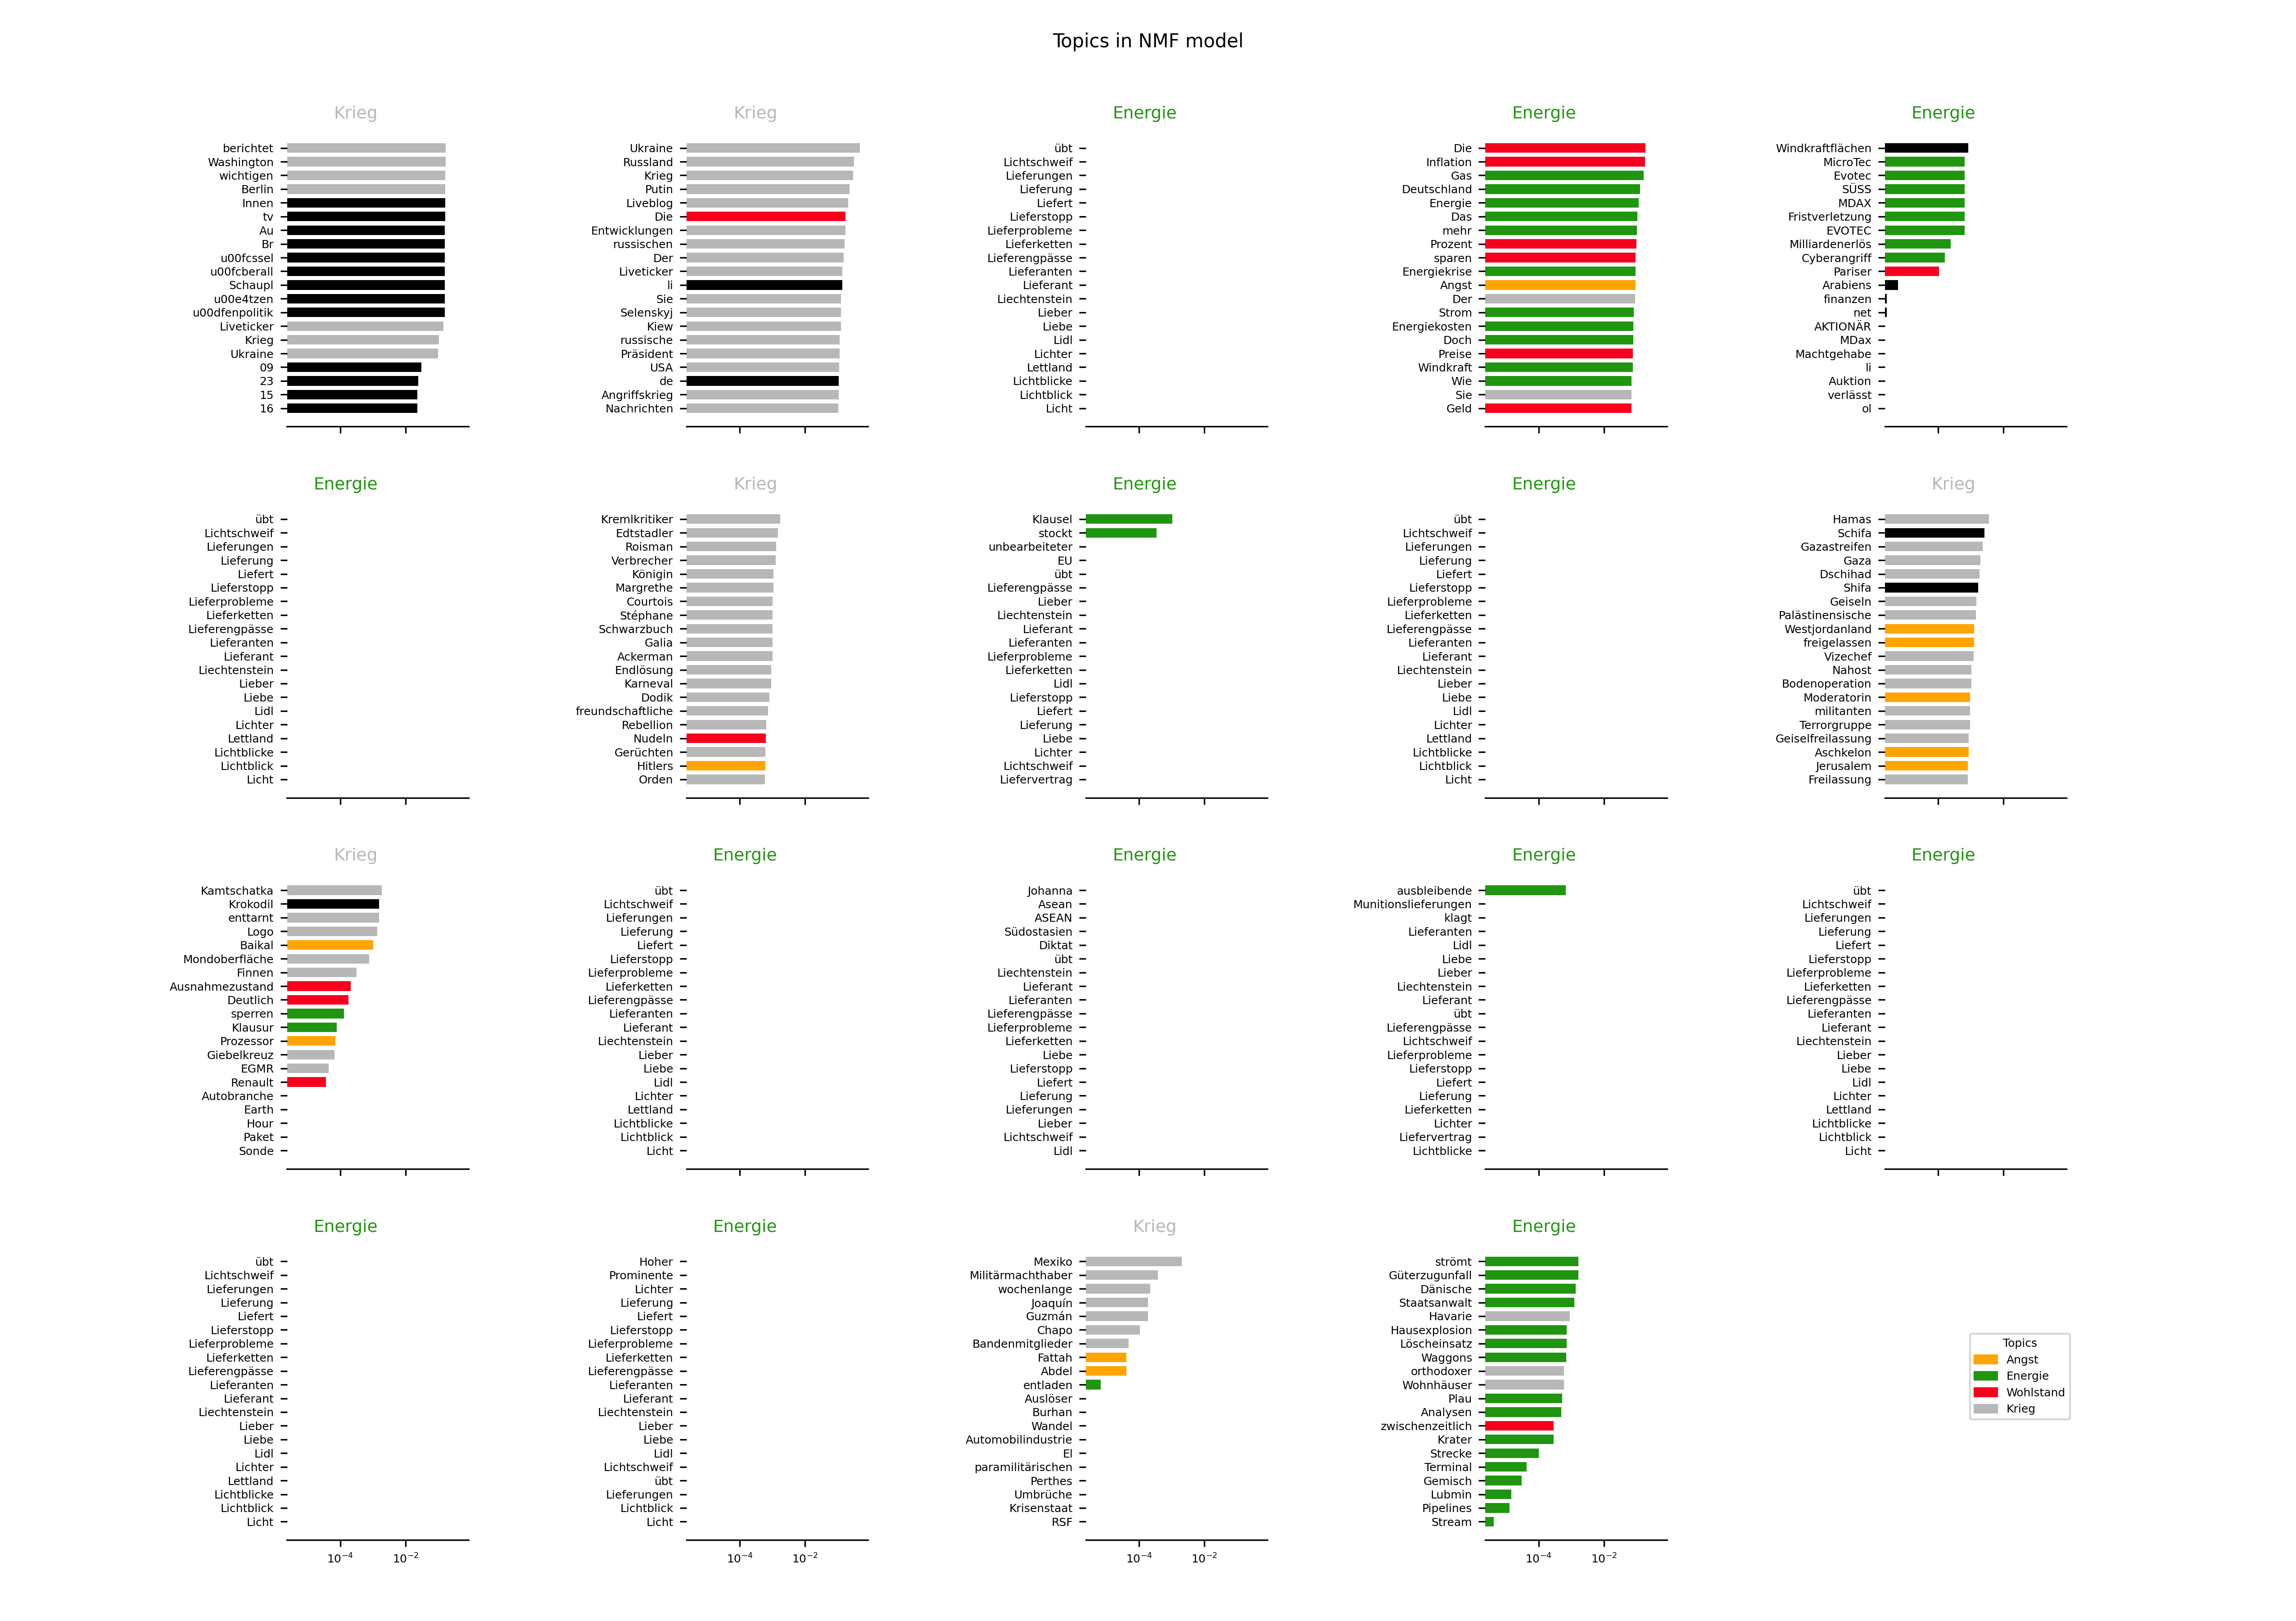 Topics in NMF model
Krieg
berichtet
Washington
wichtigen
Berlin
Innen
tv
Au
Br
u00fcssel
u00fcberall
Schaupl
u00e4tzen
u00dfenpolitik
Liveticker
Krieg
Ukraine
09
23
15
16
Krieg
Ukraine
Russland
Krieg
Putin
Liveblog
Die
Entwicklungen
russischen
Der
Liveticker
li
Sie
Selenskyj
Kiew
russische
Präsident
USA
de
Angriffskrieg
Nachrichten
Energie
übt
Lichtschweif
Lieferungen
Lieferung
Liefert
Lieferstopp
Lieferprobleme
Lieferketten
Lieferengpässe
Lieferanten
Lieferant
Liechtenstein
Lieber
Liebe
Lidl
Lichter
Lettland
Lichtblicke
Lichtblick
Licht
Energie
Die
Inflation
Gas
Deutschland
Energie
Das
mehr
Prozent
sparen
Energiekrise
Angst
Der
Strom
Energiekosten
Doch
Preise
Windkraft
Wie
Sie
Geld
Energie
Windkraftflächen
MicroTec
Evotec
SÜSS
MDAX
Fristverletzung
EVOTEC
Milliardenerlös
Cyberangriff
Pariser
Arabiens
finanzen
net
AKTIONÄR
MDax
Machtgehabe
li
Auktion
verlässt
ol
Energie
übt
Lichtschweif
Lieferungen
Lieferung
Liefert
Lieferstopp
Lieferprobleme
Lieferketten
Lieferengpässe
Lieferanten
Lieferant
Liechtenstein
Lieber
Liebe
Lidl
Lichter
Lettland
Lichtblicke
Lichtblick
Licht
Krieg
Kremlkritiker
Edtstadler
Roisman
Verbrecher
Königin
Margrethe
Courtois
Stéphane
Schwarzbuch
Galia
Ackerman
Endlösung
Karneval
Dodik
freundschaftliche
Rebellion
Nudeln
Gerüchten
Hitlers
Orden
Energie
Klausel
stockt
unbearbeiteter
EU
übt
Lieferengpässe
Lieber
Liechtenstein
Lieferant
Lieferanten
Lieferprobleme
Lieferketten
Lidl
Lieferstopp
Liefert
Lieferung
Liebe
Lichter
Lichtschweif
Liefervertrag
Energie
übt
Lichtschweif
Lieferungen
Lieferung
Liefert
Lieferstopp
Lieferprobleme
Lieferketten
Lieferengpässe
Lieferanten
Lieferant
Liechtenstein
Lieber
Liebe
Lidl
Lichter
Lettland
Lichtblicke
Lichtblick
Licht
Krieg
Hamas
Schifa
Gazastreifen
Gaza
Dschihad
Shifa
Geiseln
Palästinensische
Westjordanland
freigelassen
Vizechef
Nahost
Bodenoperation
Moderatorin
militanten
Terrorgruppe
Geiselfreilassung
Aschkelon
Jerusalem
Freilassung
Krieg
Kamtschatka
Krokodil
enttarnt
Logo
Baikal
Mondoberfläche
Finnen
Ausnahmezustand
Deutlich
sperren
Klausur
Prozessor
Giebelkreuz
EGMR
Renault
Autobranche
Earth
Hour
Paket
Sonde
Energie
übt
Lichtschweif
Lieferungen
Lieferung
Liefert
Lieferstopp
Lieferprobleme
Lieferketten
Lieferengpässe
Lieferanten
Lieferant
Liechtenstein
Lieber
Liebe
Lidl
Lichter
Lettland
Lichtblicke
Lichtblick
Licht
Energie
Johanna
Asean
ASEAN
Südostasien
Diktat
übt
Liechtenstein
Lieferant
Lieferanten
Lieferengpässe
Lieferprobleme
Lieferketten
Liebe
Lieferstopp
Liefert
Lieferung
Lieferungen
Lieber
Lichtschweif
Lidl
Energie
ausbleibende
Munitionslieferungen
klagt
Lieferanten
Lidl
Liebe
Lieber
Liechtenstein
Lieferant
übt
Lieferengpässe
Lichtschweif
Lieferprobleme
Lieferstopp
Liefert
Lieferung
Lieferketten
Lichter
Liefervertrag
Lichtblicke
Energie
übt
Lichtschweif
Lieferungen
Lieferung
Liefert
Lieferstopp
Lieferprobleme
Lieferketten
Lieferengpässe
Lieferanten
Lieferant
Liechtenstein
Lieber
Liebe
Lidl
Lichter
Lettland
Lichtblicke
Lichtblick
Licht
Energie
übt
Lichtschweif
Lieferungen
Lieferung
Liefert
Lieferstopp
Lieferprobleme
Lieferketten
Lieferengpässe
Lieferanten
Lieferant
Liechtenstein
Lieber
Liebe
Lidl
Lichter
Lettland
Lichtblicke
Lichtblick
Licht
10⁻⁴ 10⁻²
Energie
Hoher
Prominente
Lichter
Lieferung
Liefert
Lieferstopp
Lieferprobleme
Lieferketten
Lieferengpässe
Lieferanten
Lieferant
Liechtenstein
Lieber
Liebe
Lidl
Lichtschweif
übt
Lieferungen
Lichtblick
Licht
10⁻⁴ 10⁻²
Krieg
Mexiko
Militärmachthaber
wochenlange
Joaquín
Guzmán
Chapo
Bandenmitglieder
Fattah
Abdel
entladen
Auslöser
Burhan
Wandel
Automobilindustrie
El
paramilitärischen
Perthes
Umbrüche
Krisenstaat
RSF
10⁻⁴ 10⁻²
Energie
strömt
Güterzugunfall
Dänische
Staatsanwalt
Havarie
Hausexplosion
Löscheinsatz
Waggons
orthodoxer
Wohnhäuser
Plau
Analysen
zwischenzeitlich
Krater
Strecke
Terminal
Gemisch
Lubmin
Pipelines
Stream
10⁻⁴ 10⁻²
Topics
Angst
Energie
Wohlstand
Krieg